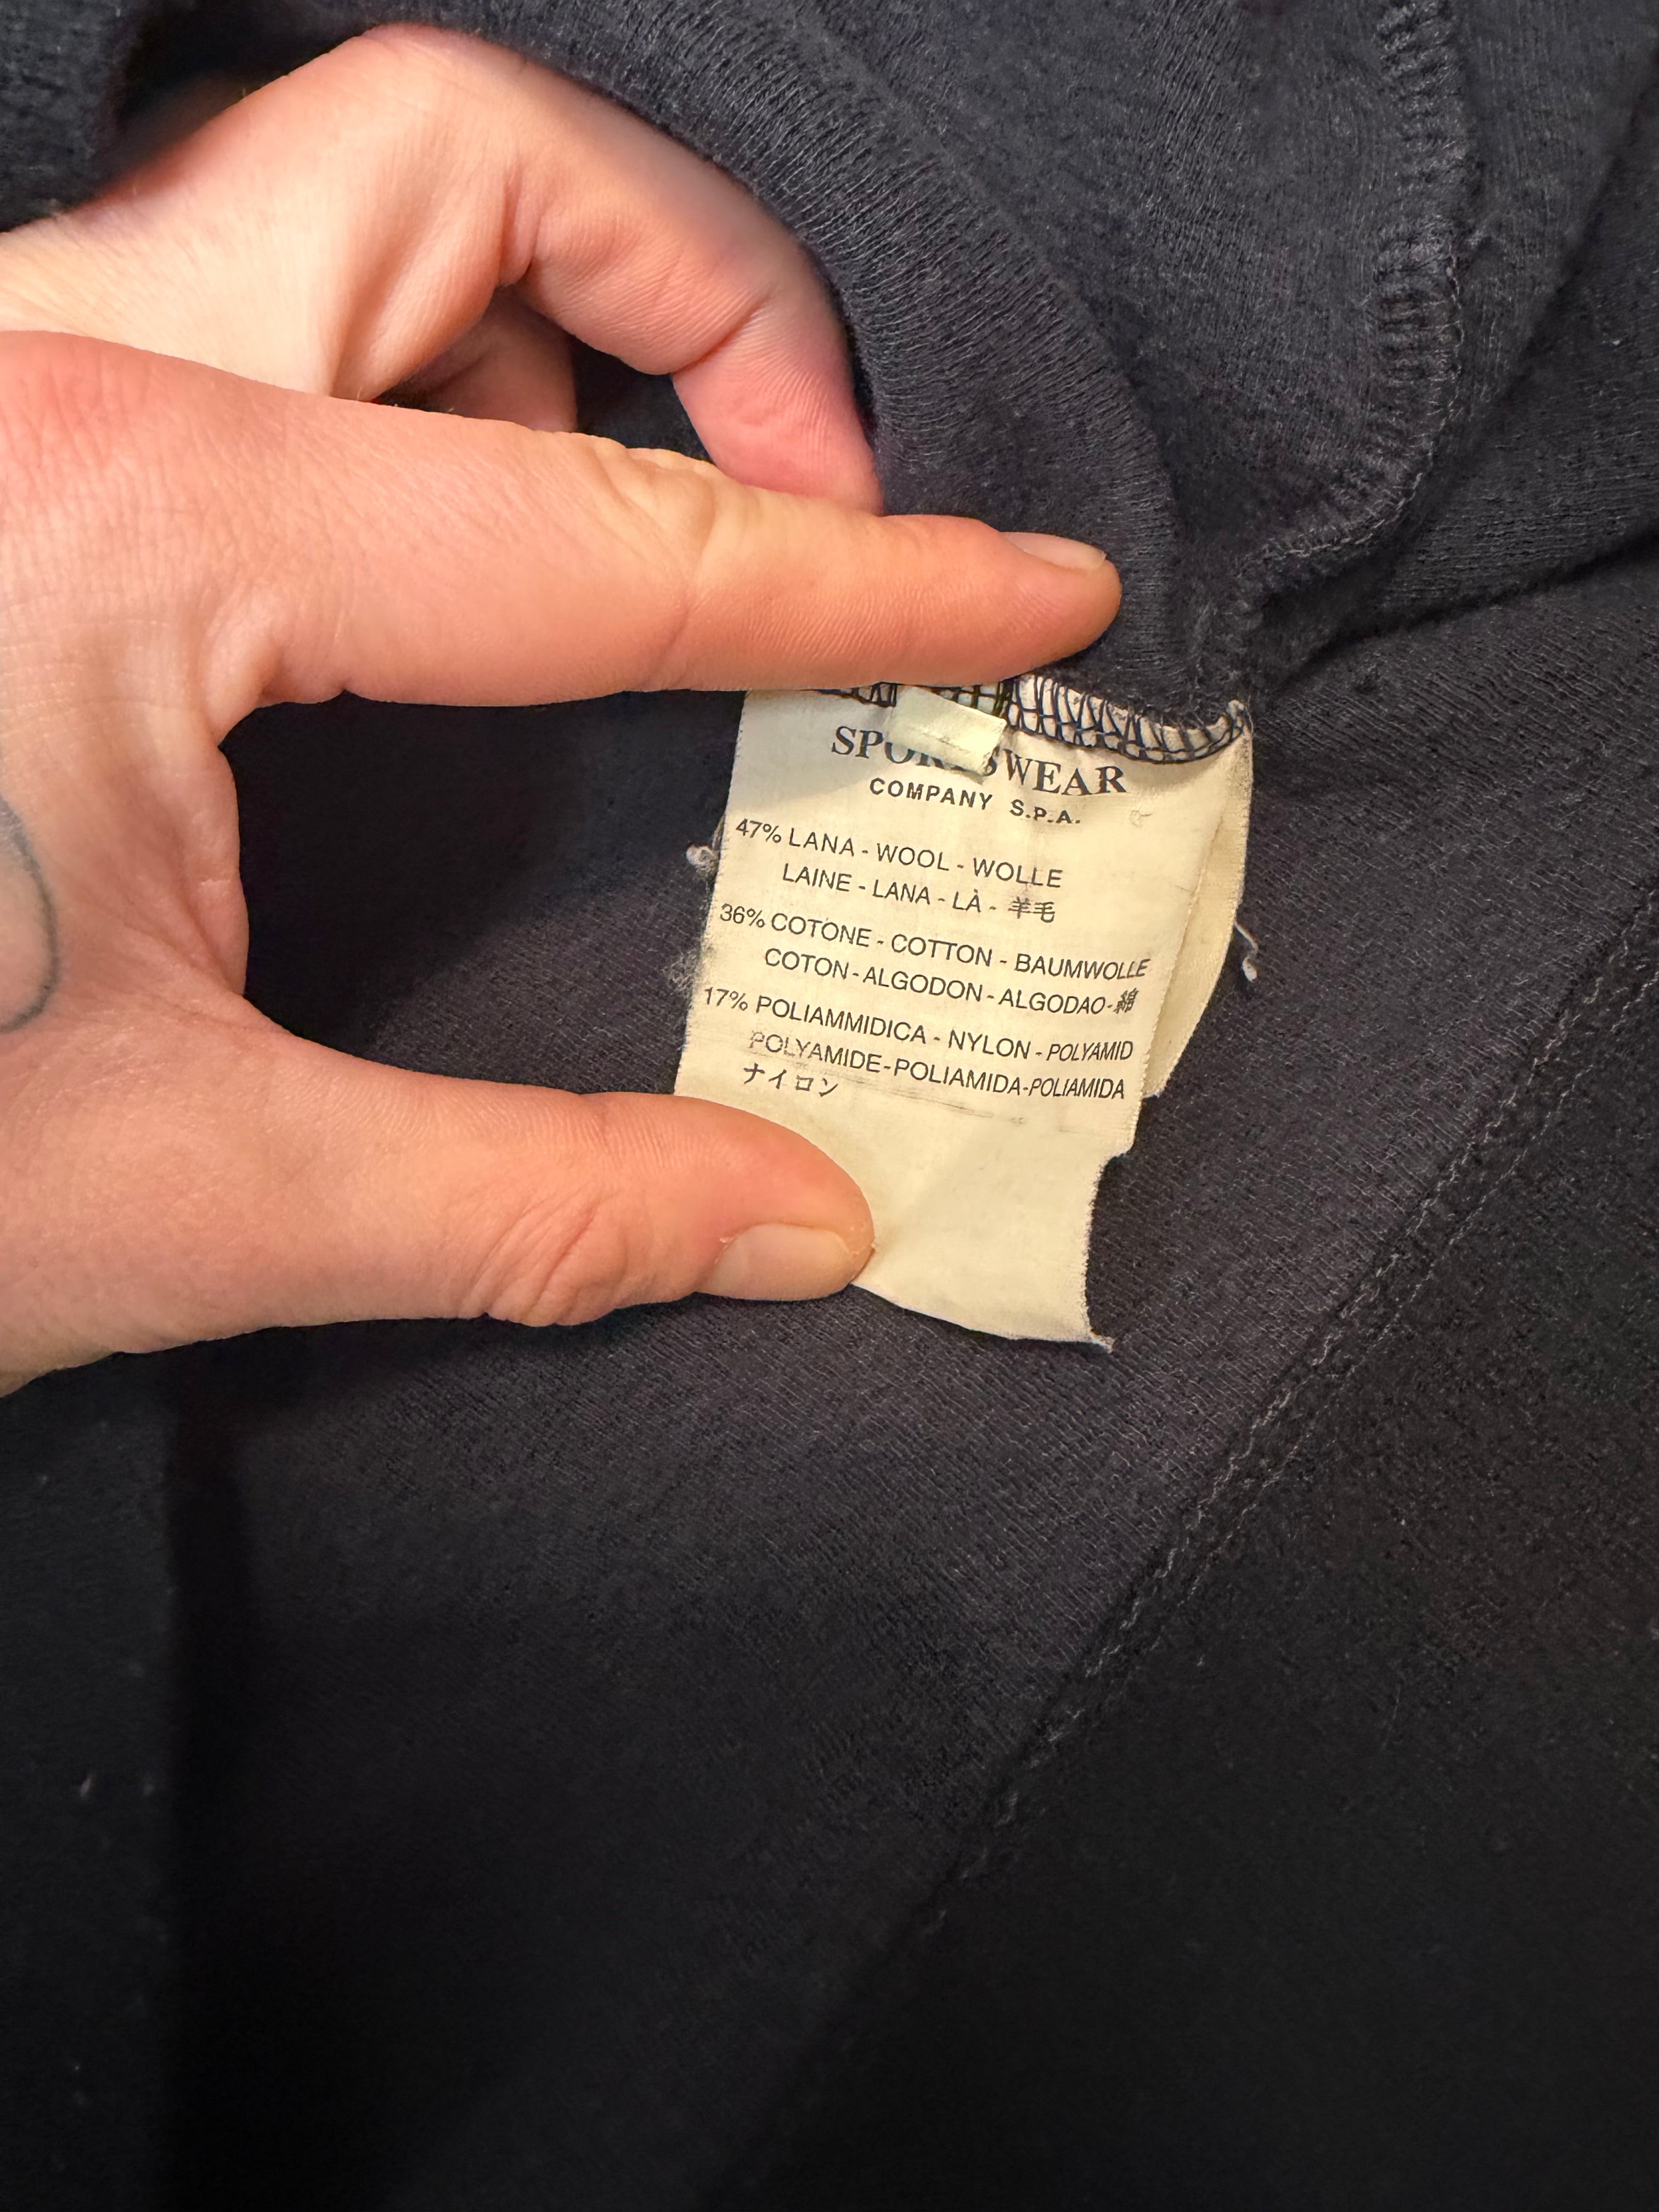 SPORTSWEAR
COMPANY S.P.A.
47% LANA - WOOL - WOLLE
LAINE - LANA - LÀ - 羊毛
36% COTONE - COTTON - BAUMWOLLE
COTON - ALGODON - ALGODAO - 綿
17% POLIAMMIDICA - NYLON - POLYAMID
POLYAMIDE - POLIAMIDA - POLIAMIDA
ナイロン